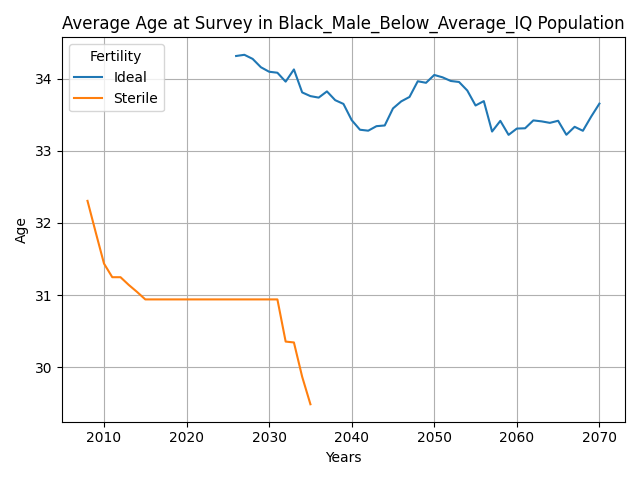 Average Age at Survey in Black_Male_Below_Average_IQ Population
Fertility
Ideal
Sterile
34
33
32
31
30
Age
2010 2020 2030 2040 2050 2060 2070
Years